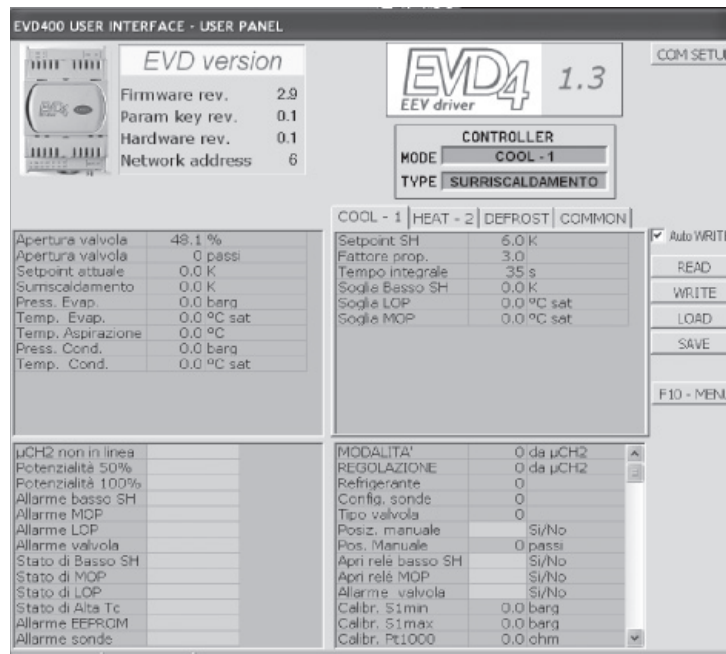 EVD400 USER INTERFACE - USER PANEL
EVD version
Firmware rev. 2.9
Param key rev. 0.1
Hardware rev. 0.1
Network address 6
EVD4
EEV driver
1.3
CONTROLLER
MODE COOL - 1
TYPE SURRISCALDAMENTO
COM SETU
COOL - 1 HEAT - 2 DEFROST COMMON
Apertura valvola 48.1 %
Apertura valvola 0 passi
Setpoint attuale 0.0 K
Surriscaldamento 0.0 K
Press. Evap. 0.0 barg
Temp. Evap. 0.0 ºC sat
Temp. Aspirazione 0.0 ºC
Press. Cond. 0.0 barg
Temp. Cond. 0.0 ºC sat
Setpoint SH 6.0 K
Fattore prop. 3.0
Tempo integrale 35 s
Soglia Basso SH 0.0 K
Soglia LOP 0.0 ºC sat
Soglia MOP 0.0 ºC sat
Auto WRITE
READ
WRITE
LOAD
SAVE
F10 - MENU
µCH2 non in linea
Potenzialità 50%
Potenzialità 100%
Allarme basso SH
Allarme MOP
Allarme LOP
Allarme valvola
Stato di Basso SH
Stato di MOP
Stato di LOP
Stato di Alta Tc
Allarme EEPROM
Allarme sonde
MODALITA' 0 da µCH2
REGOLAZIONE 0 da µCH2
Refrigerante 0
Config. sonde 0
Tipo valvola 0
Posiz. manuale Si/No
Pos. Manuale 0 passi
Apri relè basso SH Si/No
Apri relè MOP Si/No
Allarme valvola Si/No
Calibr. S1min 0.0 barg
Calibr. S1max 0.0 barg
Calibr. Pt1000 0.0 ohm